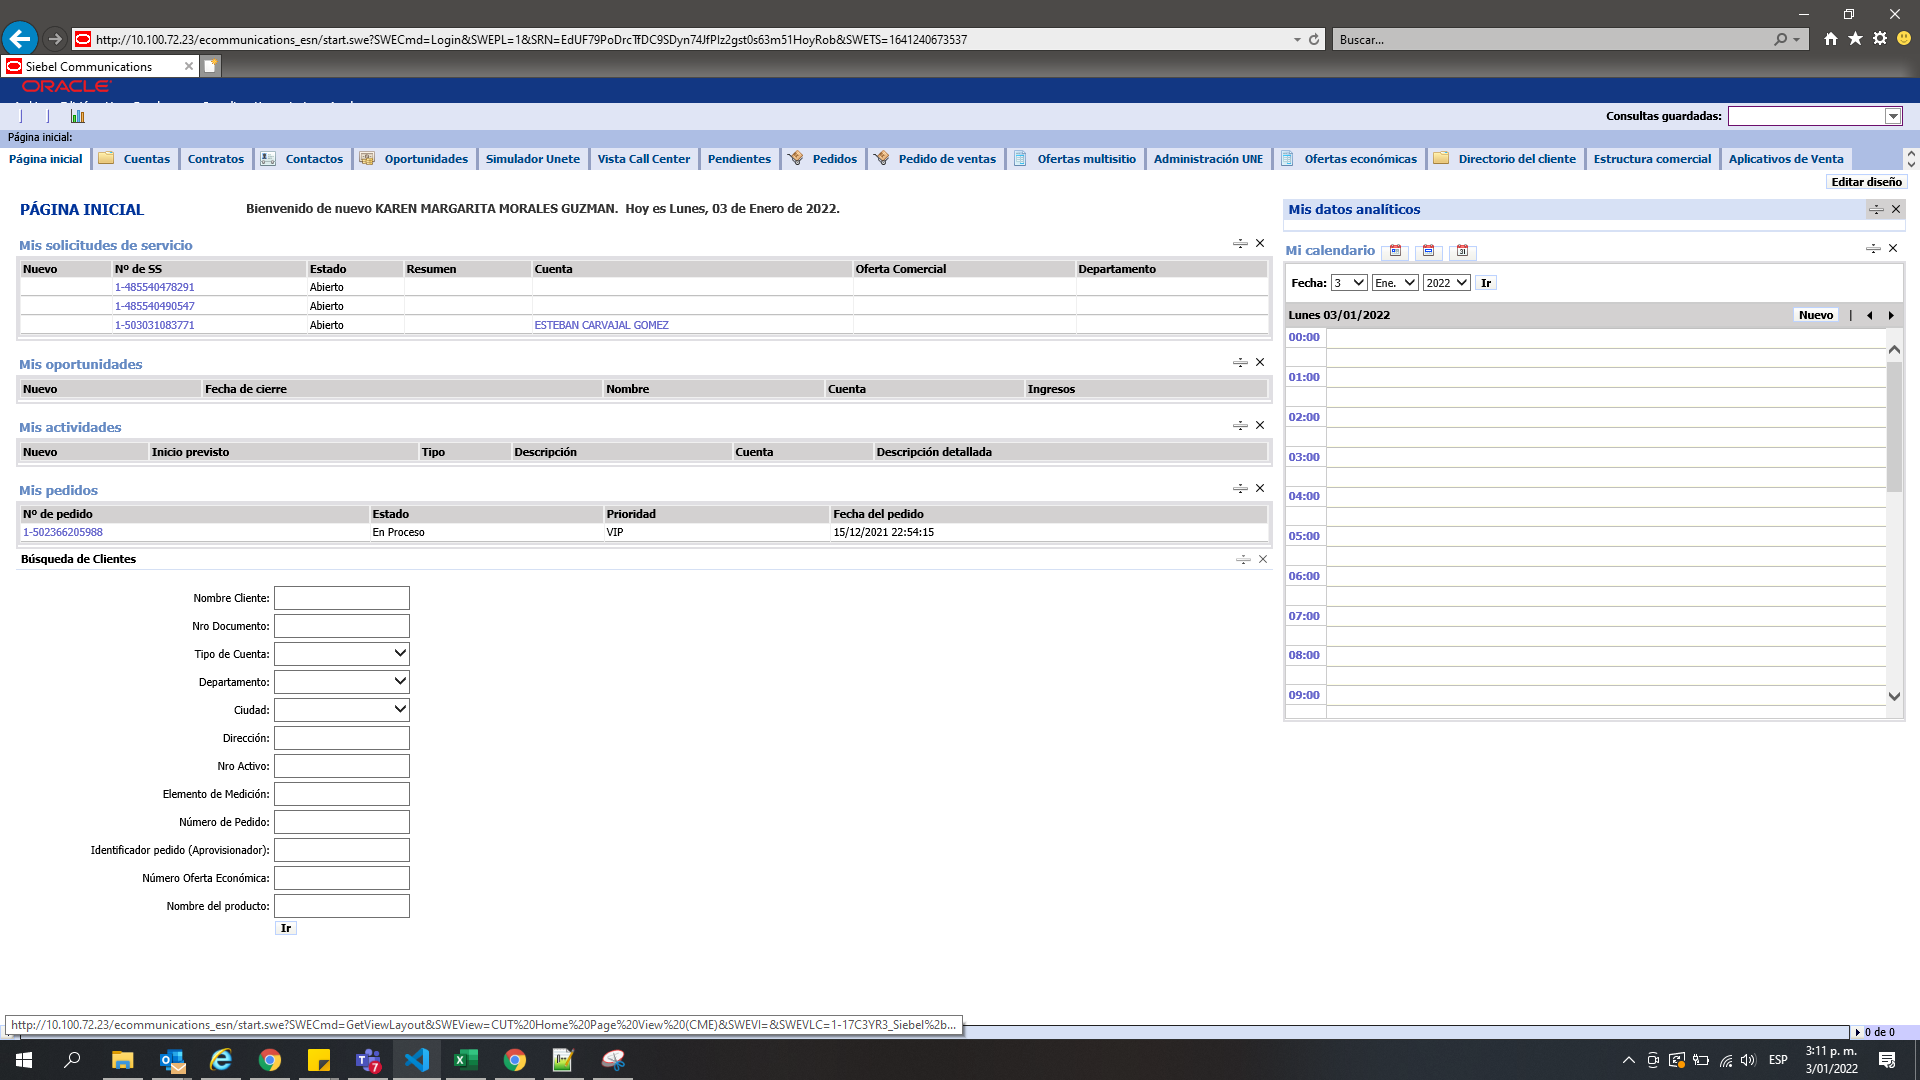 http://10.100.72.23/ecommunications_esn/start.swe?SWECmd=Login&SWEPL=1&SRN=EdUF79PoDrcTfDC9SDyn74JfPIz2gst0s63m51HoyRob&SWETS=1641240673537
Buscar...
Siebel Communications
ORACLE
Consultas guardadas:
Página inicial:
Página inicial Cuentas Contratos Contactos Oportunidades Simulador Unete Vista Call Center Pendientes Pedidos Pedido de ventas Ofertas multisitio Administración UNE Ofertas económicas Directorio del cliente Estructura comercial Aplicativos de Venta
Editar diseño
PÁGINA INICIAL
Bienvenido de nuevo KAREN MARGARITA MORALES GUZMAN. Hoy es Lunes, 03 de Enero de 2022.
Mis solicitudes de servicio
Nuevo Nº de SS Estado Resumen Cuenta Oferta Comercial Departamento
1-485540478291 Abierto
1-485540490547 Abierto
1-503031083771 Abierto ESTEBAN CARVAJAL GOMEZ
Mis oportunidades
Nuevo Fecha de cierre Nombre Cuenta Ingresos
Mis actividades
Nuevo Inicio previsto Tipo Descripción Cuenta Descripción detallada
Mis pedidos
Nº de pedido Estado Prioridad Fecha del pedido
1-502366205988 En Proceso VIP 15/12/2021 22:54:15
Búsqueda de Clientes
Nombre Cliente:
Nro Documento:
Tipo de Cuenta:
Departamento:
Ciudad:
Dirección:
Nro Activo:
Elemento de Medición:
Número de Pedido:
Identificador pedido (Aprovisionador):
Número Oferta Económica:
Nombre del producto:
Ir
Mis datos analíticos
Mi calendario
31
Fecha: 3 Ene. 2022 Ir
Lunes 03/01/2022 Nuevo |
00:00
01:00
02:00
03:00
04:00
05:00
06:00
07:00
08:00
09:00
http://10.100.72.23/ecommunications_esn/start.swe?SWECmd=GetViewLayout&SWEView=CUT%20Home%20Page%20View%20(CME)&SWEVI=&SWEVLC=1-17C3YR3_Siebel%2b...
0 de 0
7
ESP
3:11 p. m.
3/01/2022